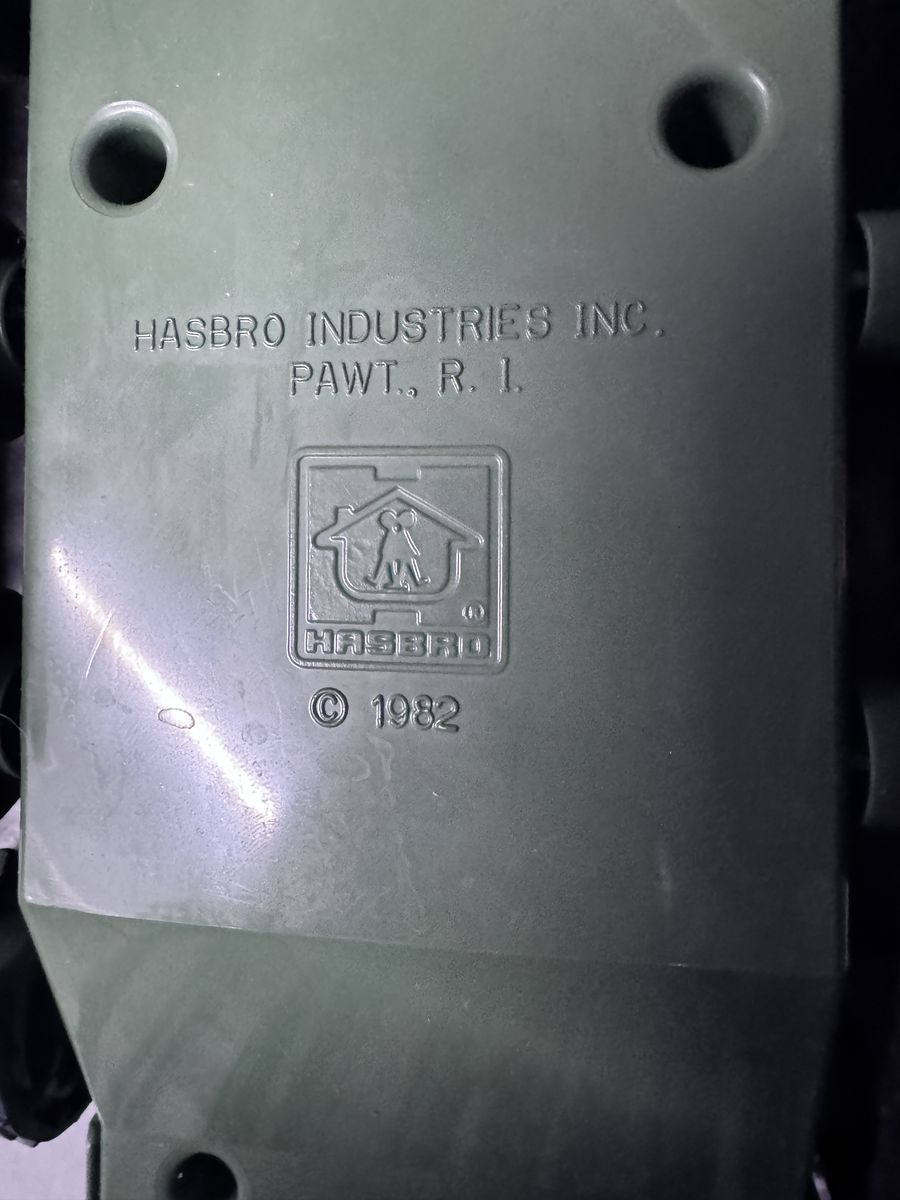 HASBRO INDUSTRIES INC.
PAWT., R. I.
®
HASBRO
© 1982